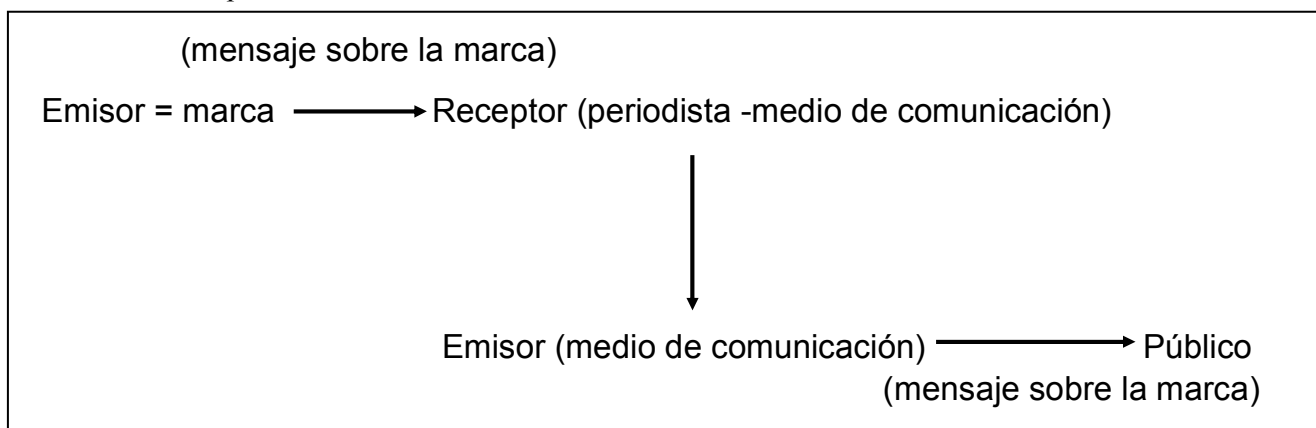 (mensaje sobre la marca)
Emisor = marca Receptor (periodista -medio de comunicación)
Emisor (medio de comunicación) Público
(mensaje sobre la marca)